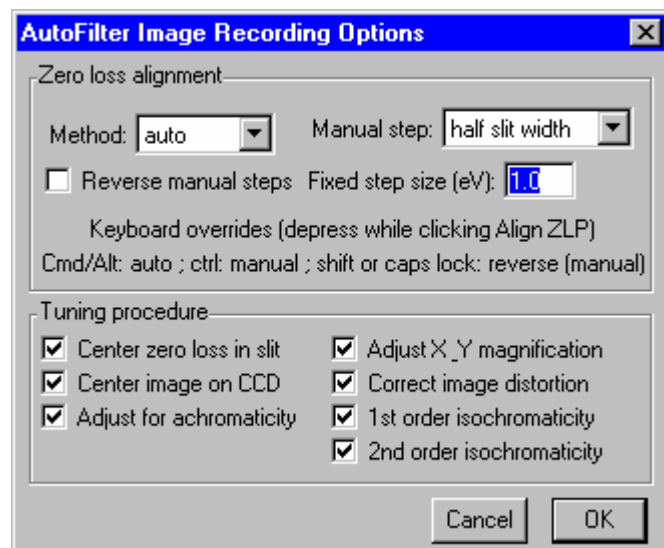 AutoFilter Image Recording Options
Zero loss alignment
Method: auto Manual step: half slit width
Reverse manual steps Fixed step size (eV): 1.0
Keyboard overrides (depress while clicking Align ZLP)
Cmd/Alt: auto ; ctrl: manual ; shift or caps lock: reverse (manual)
Tuning procedure
Center zero loss in slit Adjust X_Y magnification
Center image on CCD Correct image distortion
Adjust for achromaticity 1st order isochromaticity
2nd order isochromaticity
Cancel OK